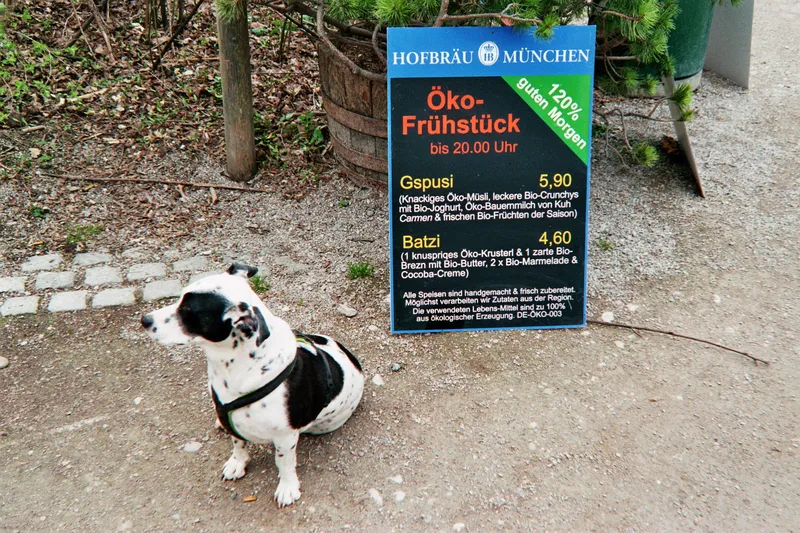 HOFBRÄU HB MÜNCHEN
120%
guten Morgen
Öko-
Frühstück
bis 20.00 Uhr
Gspusi 5,90
(Knackiges Öko-Müsli, leckere Bio-Crunchys
mit Bio-Joghurt, Öko-Bauernmilch von Kuh
Carmen & frischen Bio-Früchten der Saison)
Batzi 4,60
(1 knuspriges Öko-Krusterl & 1 zarte Bio-
Brezn mit Bio-Butter, 2 x Bio-Marmelade &
Cocoba-Creme)
Alle Speisen sind handgemacht & frisch zubereitet.
Möglichst verarbeiten wir Zutaten aus der Region.
Die verwendeten Lebens-Mittel sind zu 100%
aus ökologischer Erzeugung. DE-ÖKO-003